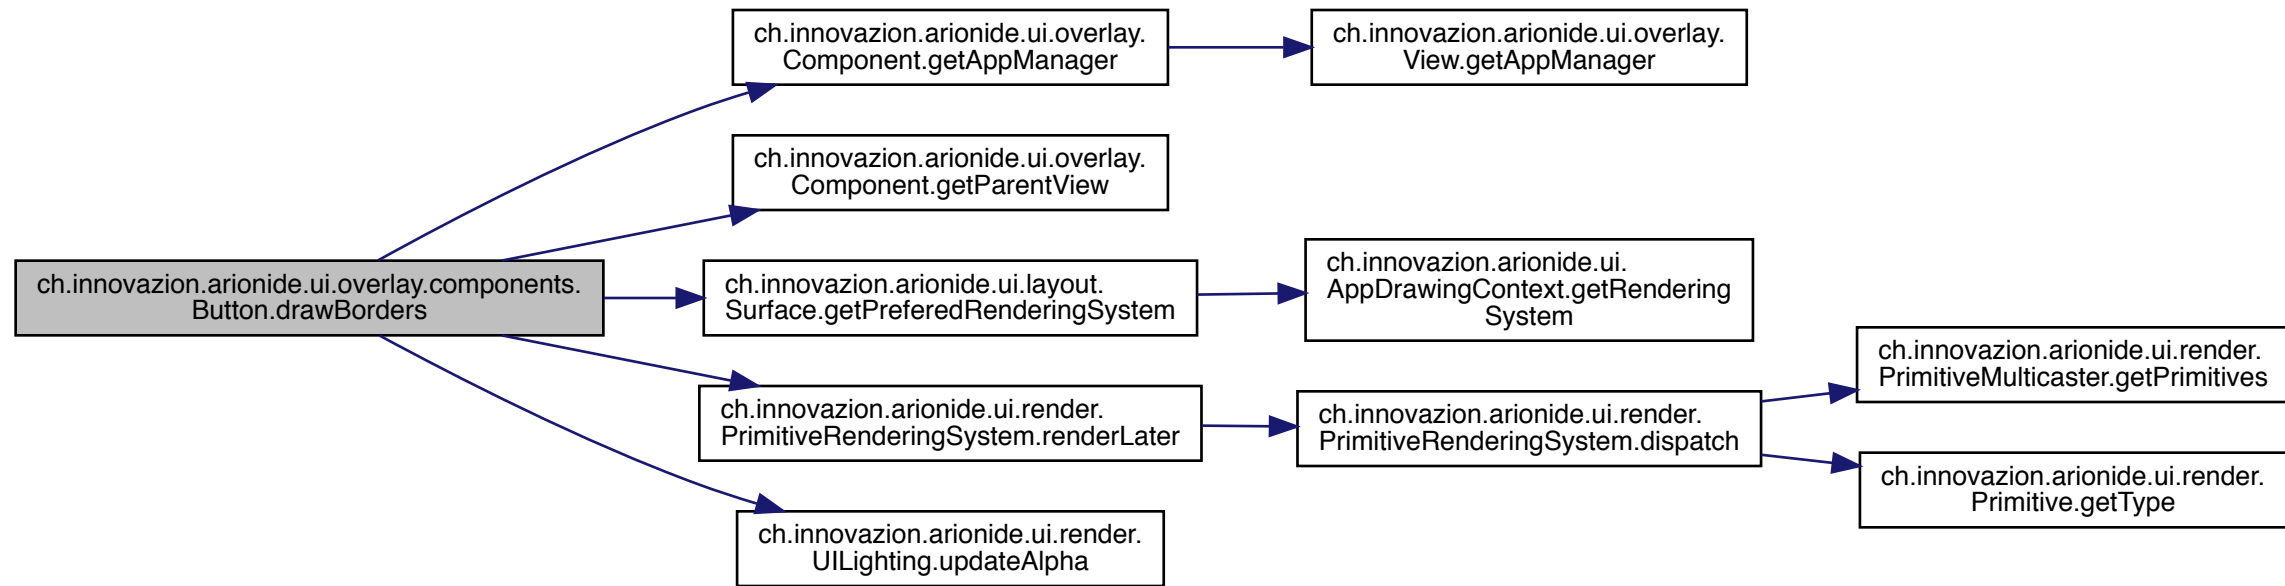 ch.innovazion.arionide.ui.overlay.components.
Button.drawBorders
ch.innovazion.arionide.ui.overlay.
Component.getAppManager
ch.innovazion.arionide.ui.overlay.
View.getAppManager
ch.innovazion.arionide.ui.overlay.
Component.getParentView
ch.innovazion.arionide.ui.layout.
Surface.getPreferedRenderingSystem
ch.innovazion.arionide.ui.
AppDrawingContext.getRendering
System
ch.innovazion.arionide.ui.render.
PrimitiveRenderingSystem.renderLater
ch.innovazion.arionide.ui.render.
PrimitiveRenderingSystem.dispatch
ch.innovazion.arionide.ui.render.
PrimitiveMulticaster.getPrimitives
ch.innovazion.arionide.ui.render.
Primitive.getType
ch.innovazion.arionide.ui.render.
UILighting.updateAlpha